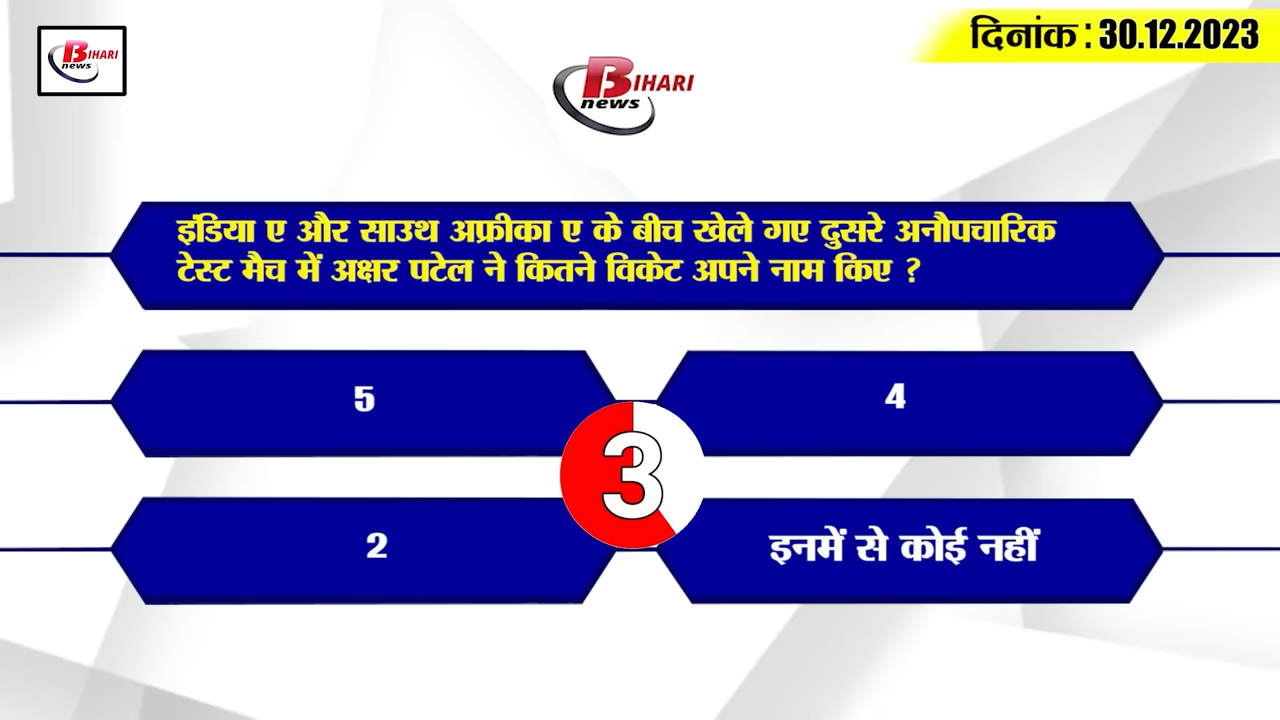 BIHARI
news
दिनांक : 30.12.2023
BIHARI
news
इंडिया ए और साउथ अफ्रीका ए के बीच खेले गए दुसरे अनौपचारिक
टेस्ट मैच में अक्षर पटेल ने कितने विकेट अपने नाम किए ?
5
4
3
2
इनमें से कोई नहीं